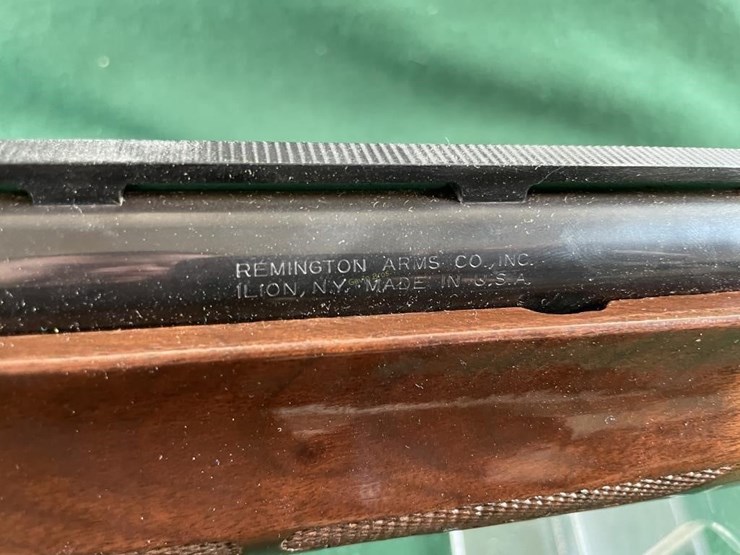 REMINGTON ARMS CO. INC.
ILION, N.Y. MADE IN U.S.A.